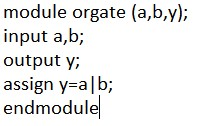 module orgate (a,b,y);
input a,b;
output y;
assign y=a|b;
endmodule